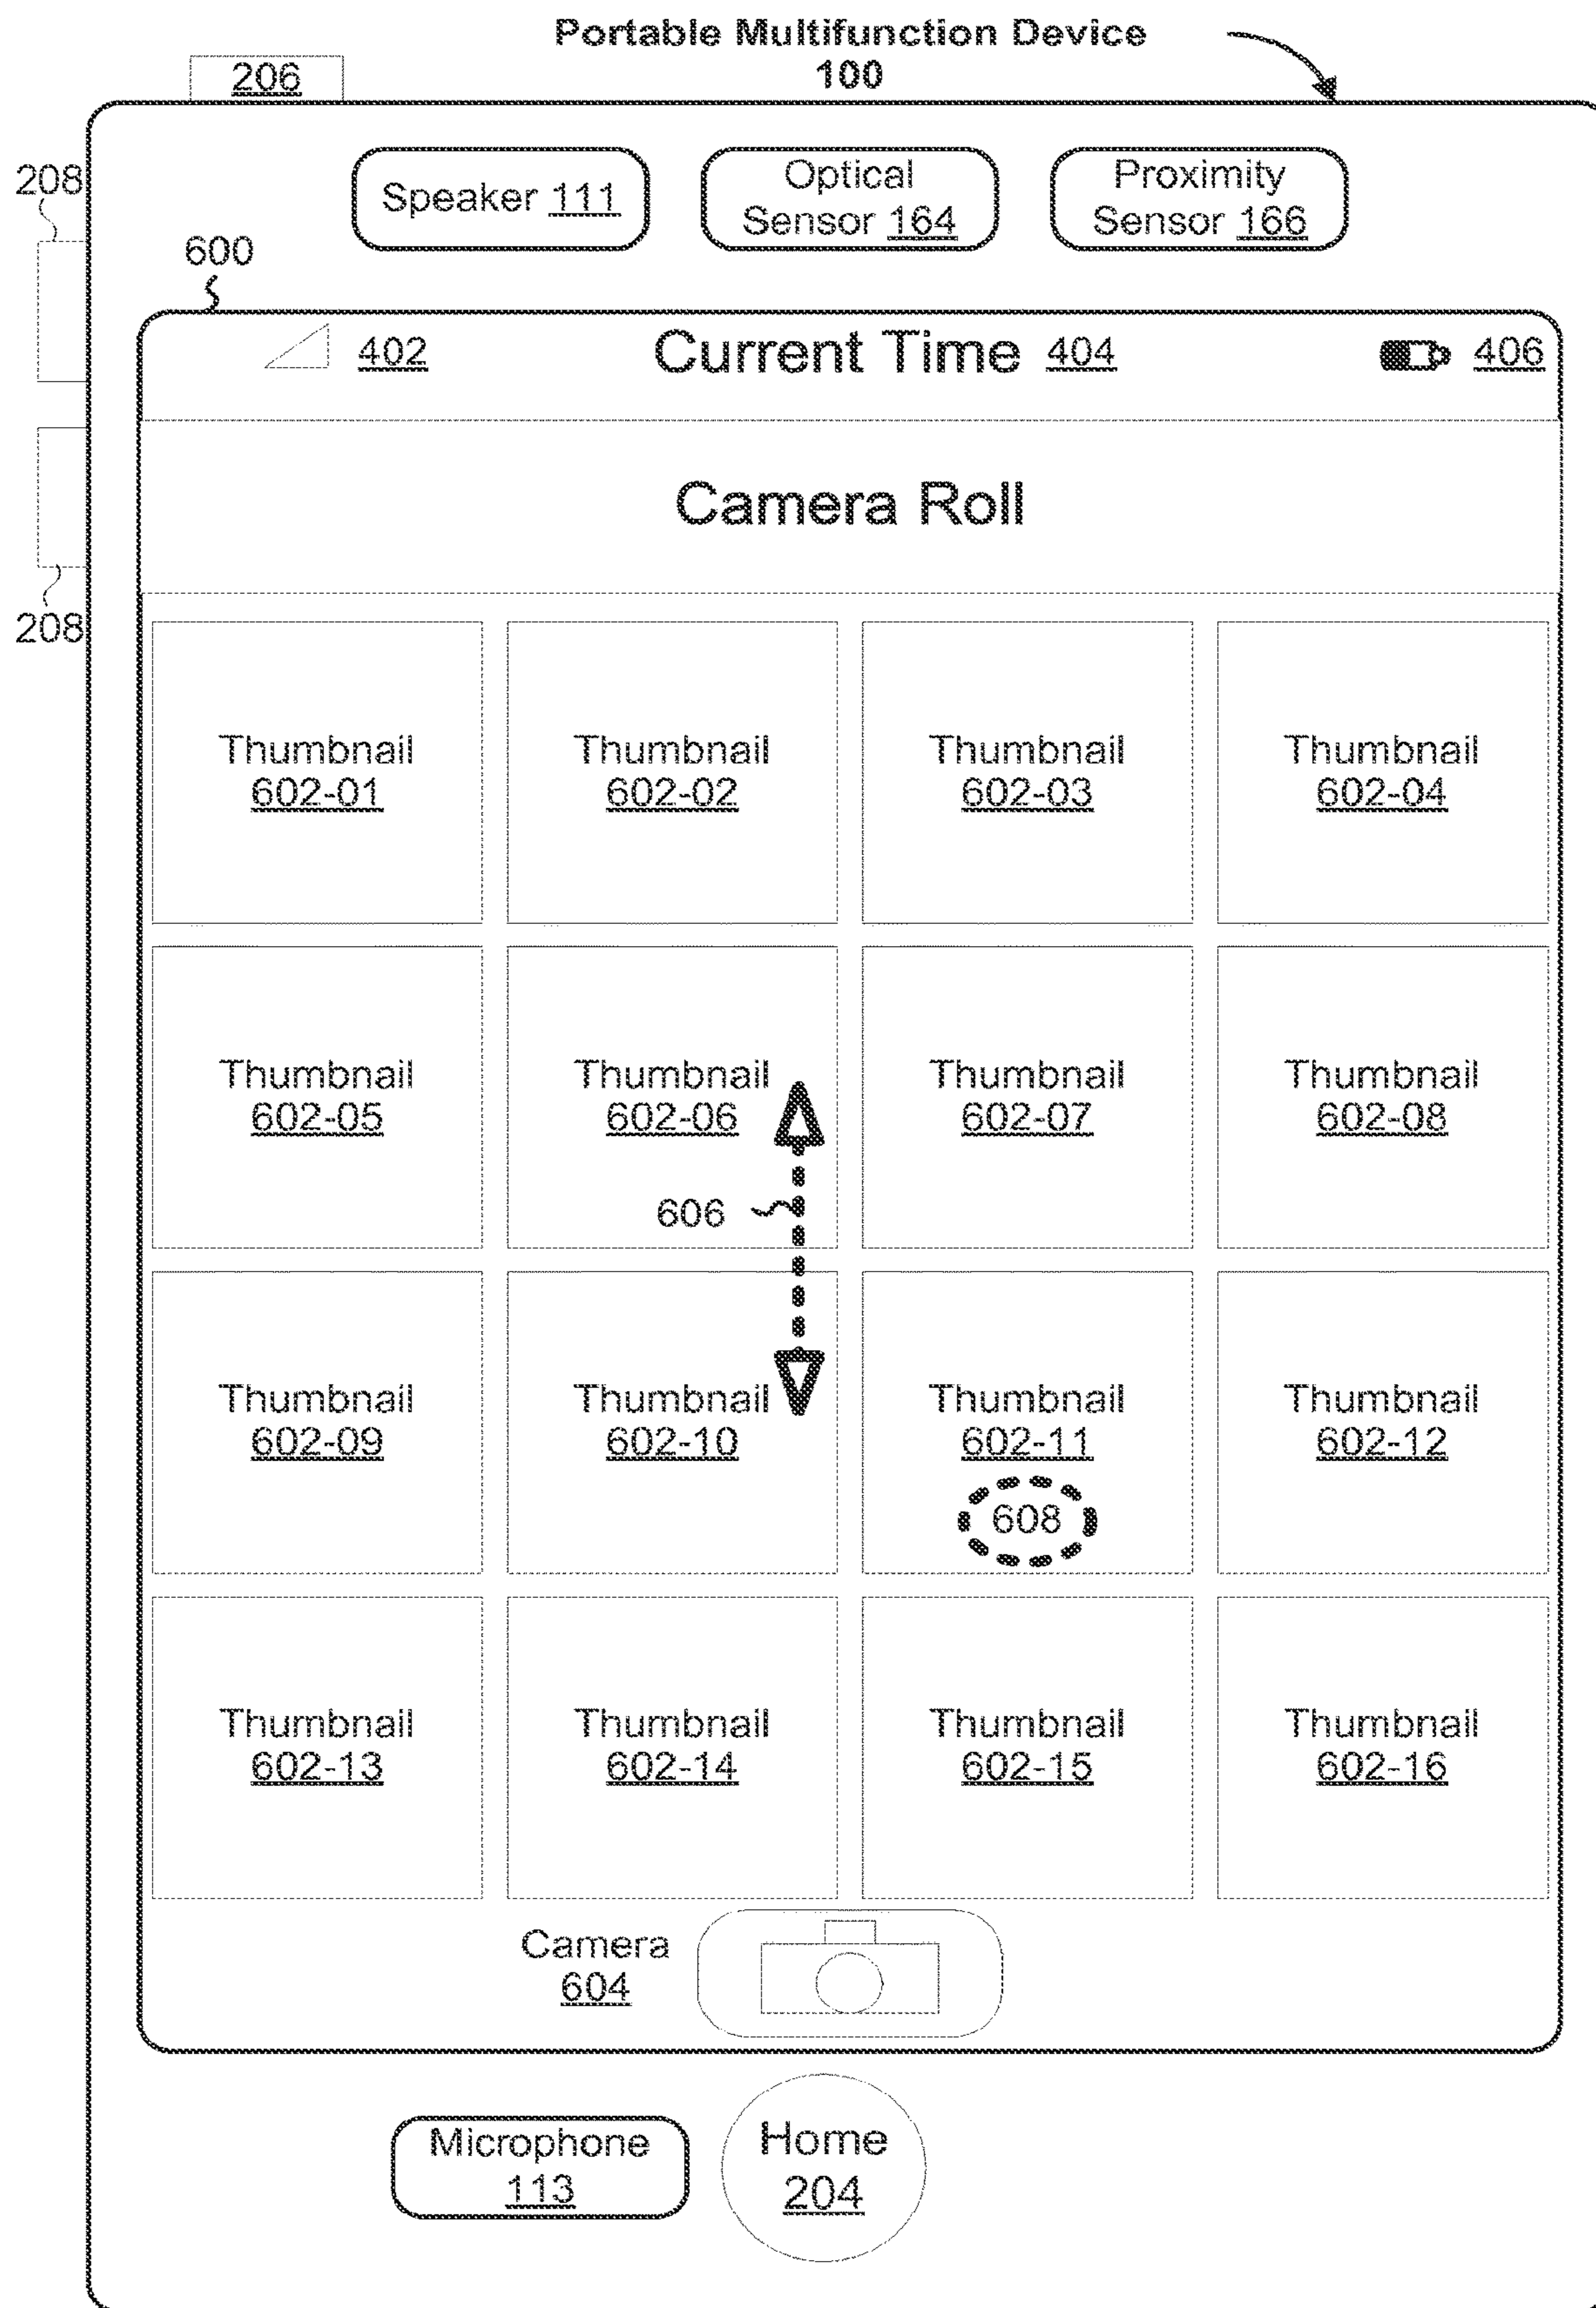 Portable Multifunction Device
100
206
208
Speaker 111
Optical
Sensor 164
Proximity
Sensor 166
600
402
Current Time 404
406
Camera Roll
208
Thumbnail
602-01
Thumbnail
602-02
Thumbnail
602-03
Thumbnail
602-04
Thumbnail
602-05
Thumbnail
602-06
Thumbnail
602-07
Thumbnail
602-08
606
Thumbnail
602-09
Thumbnail
602-10
Thumbnail
602-11
608
Thumbnail
602-12
Thumbnail
602-13
Thumbnail
602-14
Thumbnail
602-15
Thumbnail
602-16
Camera
604
Microphone
113
Home
204